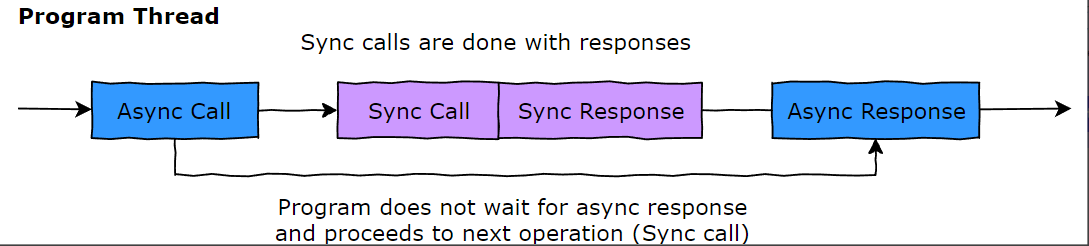 Program Thread
Sync calls are done with responses
Async Call
Sync Call
Sync Response
Async Response
Program does not wait for async response
and proceeds to next operation (Sync call)